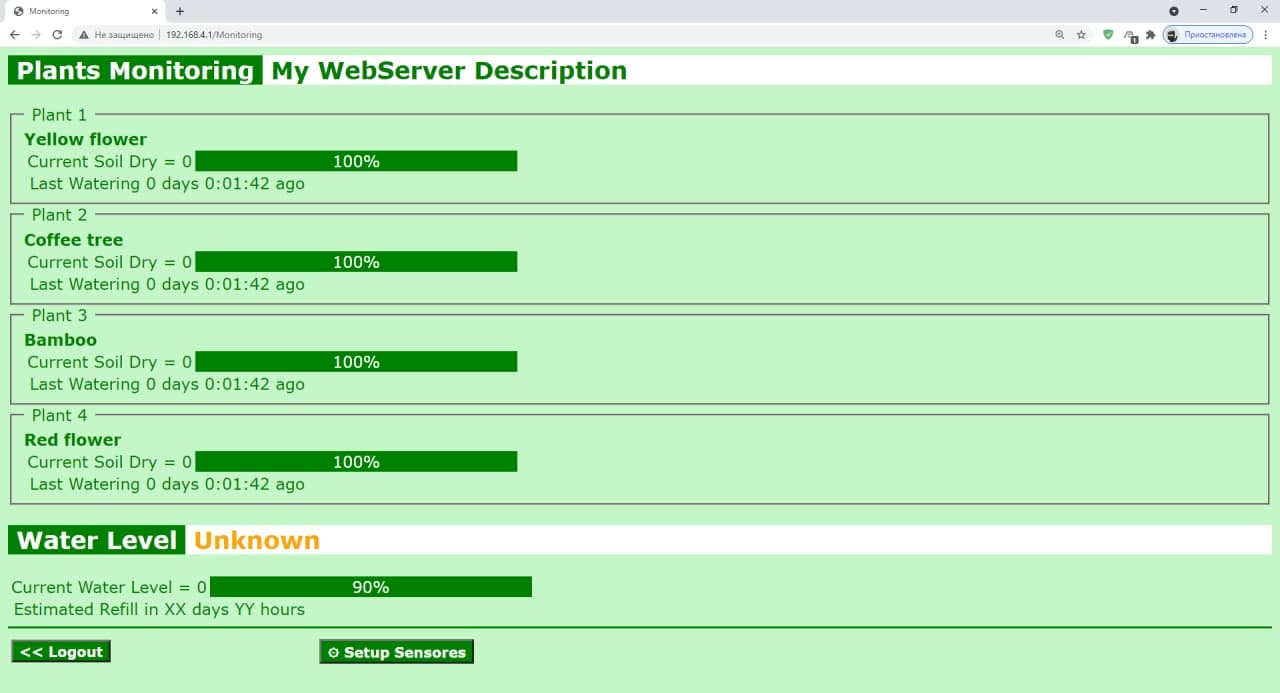 Monitoring
Не защищено
192.168.4.1/Monitoring
1
Приостановлена
Plants Monitoring My WebServer Description
Plant 1
Yellow flower
Current Soil Dry = 0 100%
Last Watering 0 days 0:01:42 ago
Plant 2
Coffee tree
Current Soil Dry = 0 100%
Last Watering 0 days 0:01:42 ago
Plant 3
Bamboo
Current Soil Dry = 0 100%
Last Watering 0 days 0:01:42 ago
Plant 4
Red flower
Current Soil Dry = 0 100%
Last Watering 0 days 0:01:42 ago
Water Level Unknown
Current Water Level = 0 90%
Estimated Refill in XX days YY hours
<< Logout
⚙ Setup Sensores